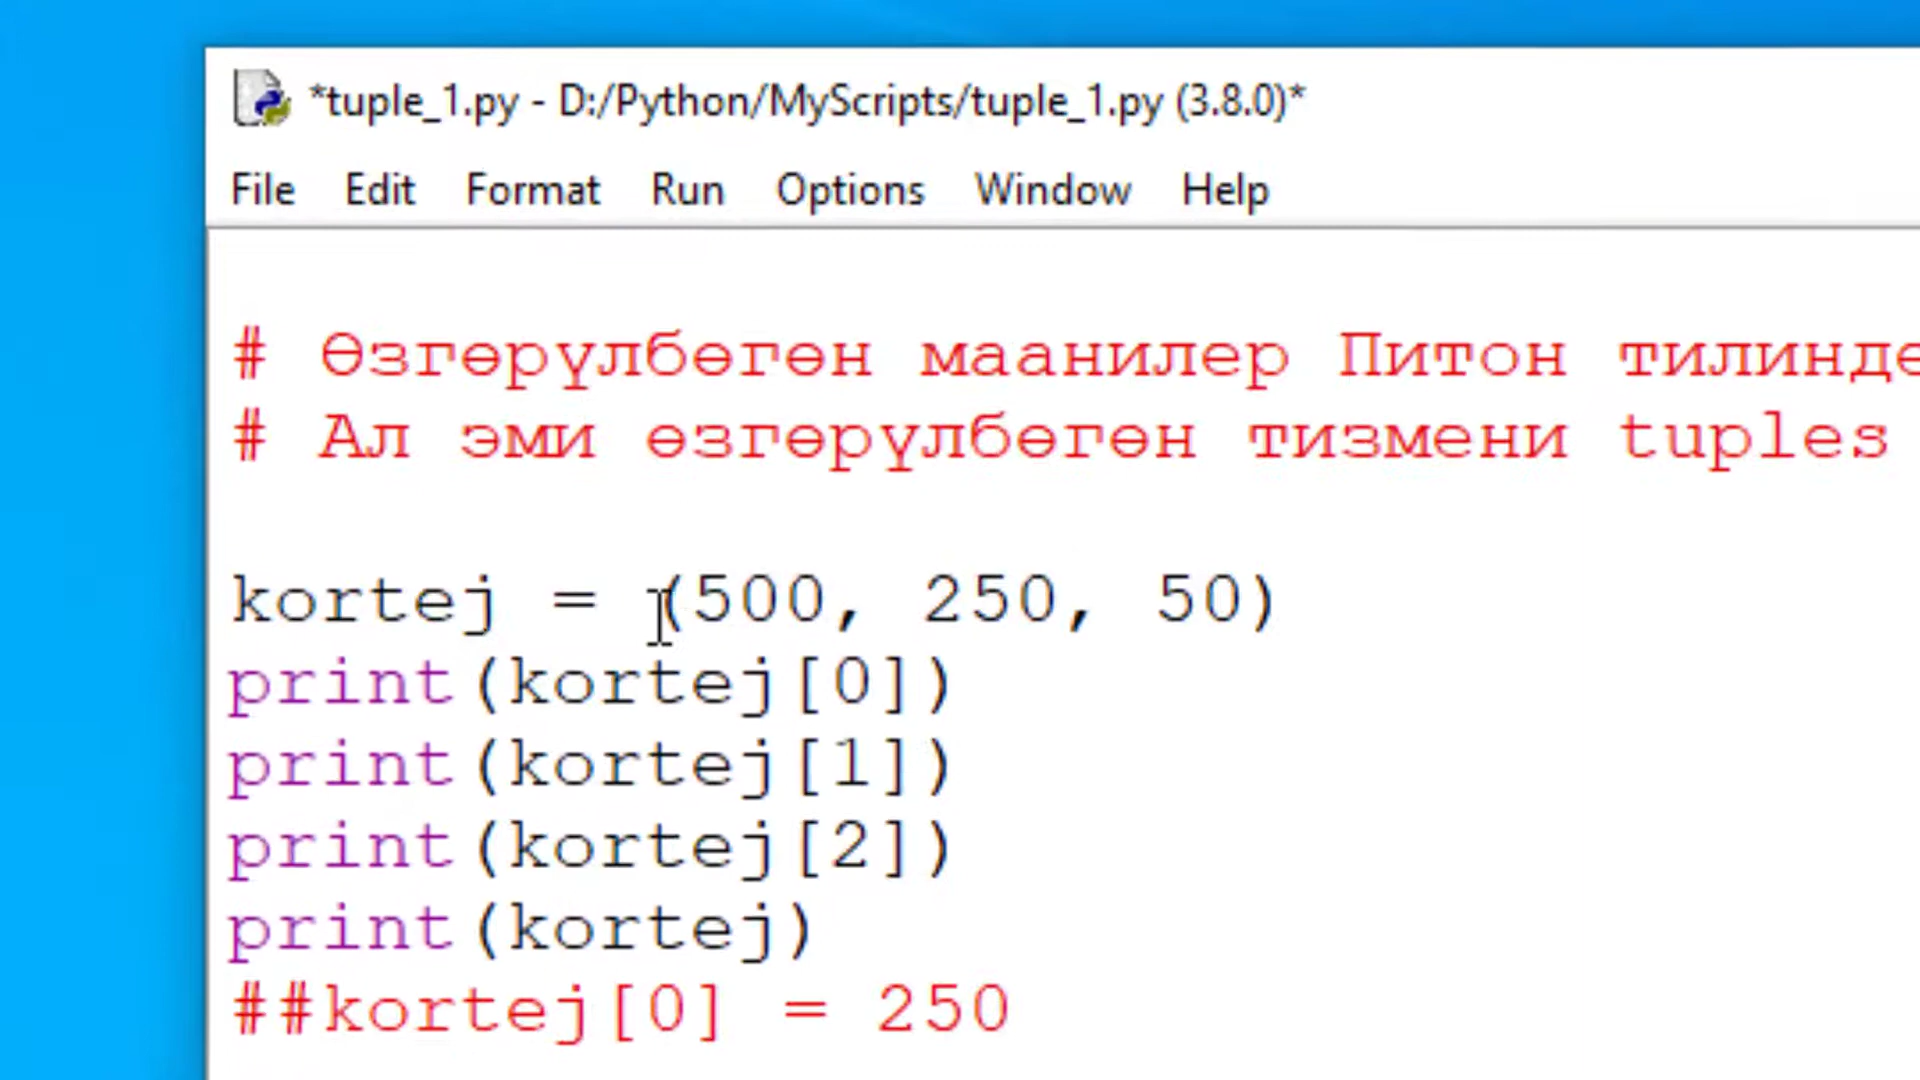 *tuple_1.py - D:/Python/MyScripts/tuple_1.py (3.8.0)*
File Edit Format Run Options Window Help
# Өзгөрүлбөгөн маанилер Питон тилинде
# Ал эми өзгөрүлбөгөн тизмени tuples
kortej = (500, 250, 50)
print(kortej[0])
print(kortej[1])
print(kortej[2])
print(kortej)
##kortej[0] = 250